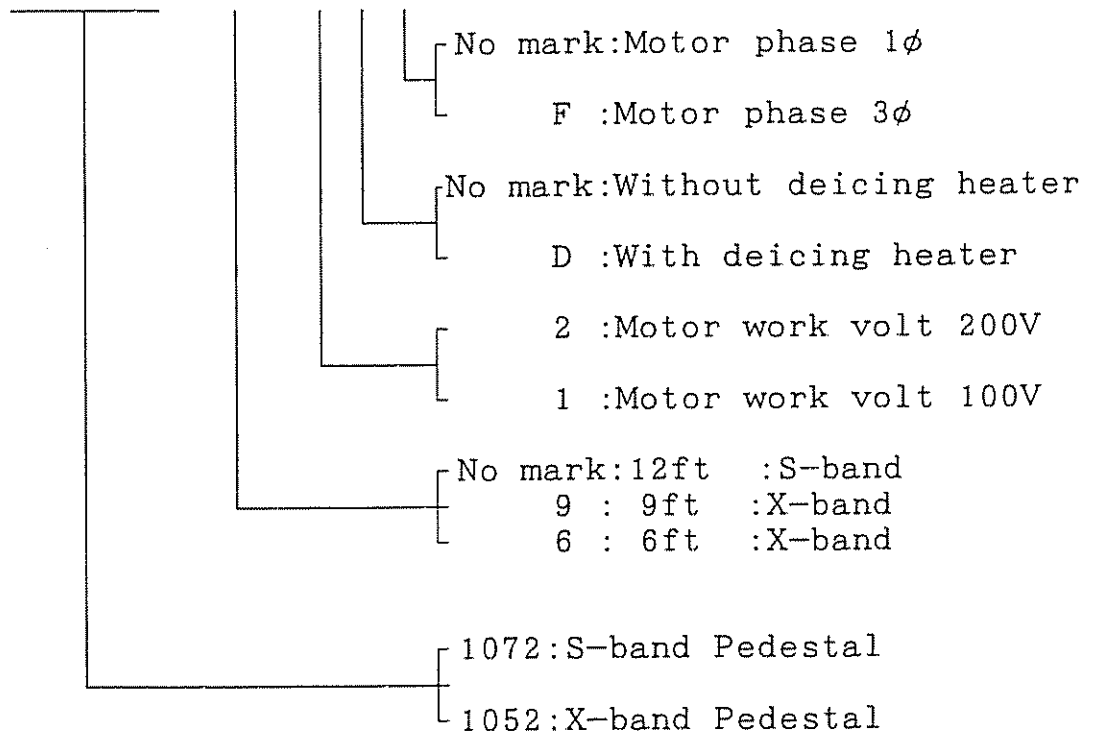 No mark:Motor phase 1ϕ
F :Motor phase 3ϕ
No mark:Without deicing heater
D :With deicing heater
2 :Motor work volt 200V
1 :Motor work volt 100V
No mark:12ft :S-band
9 : 9ft :X-band
6 : 6ft :X-band
1072:S-band Pedestal
1052:X-band Pedestal